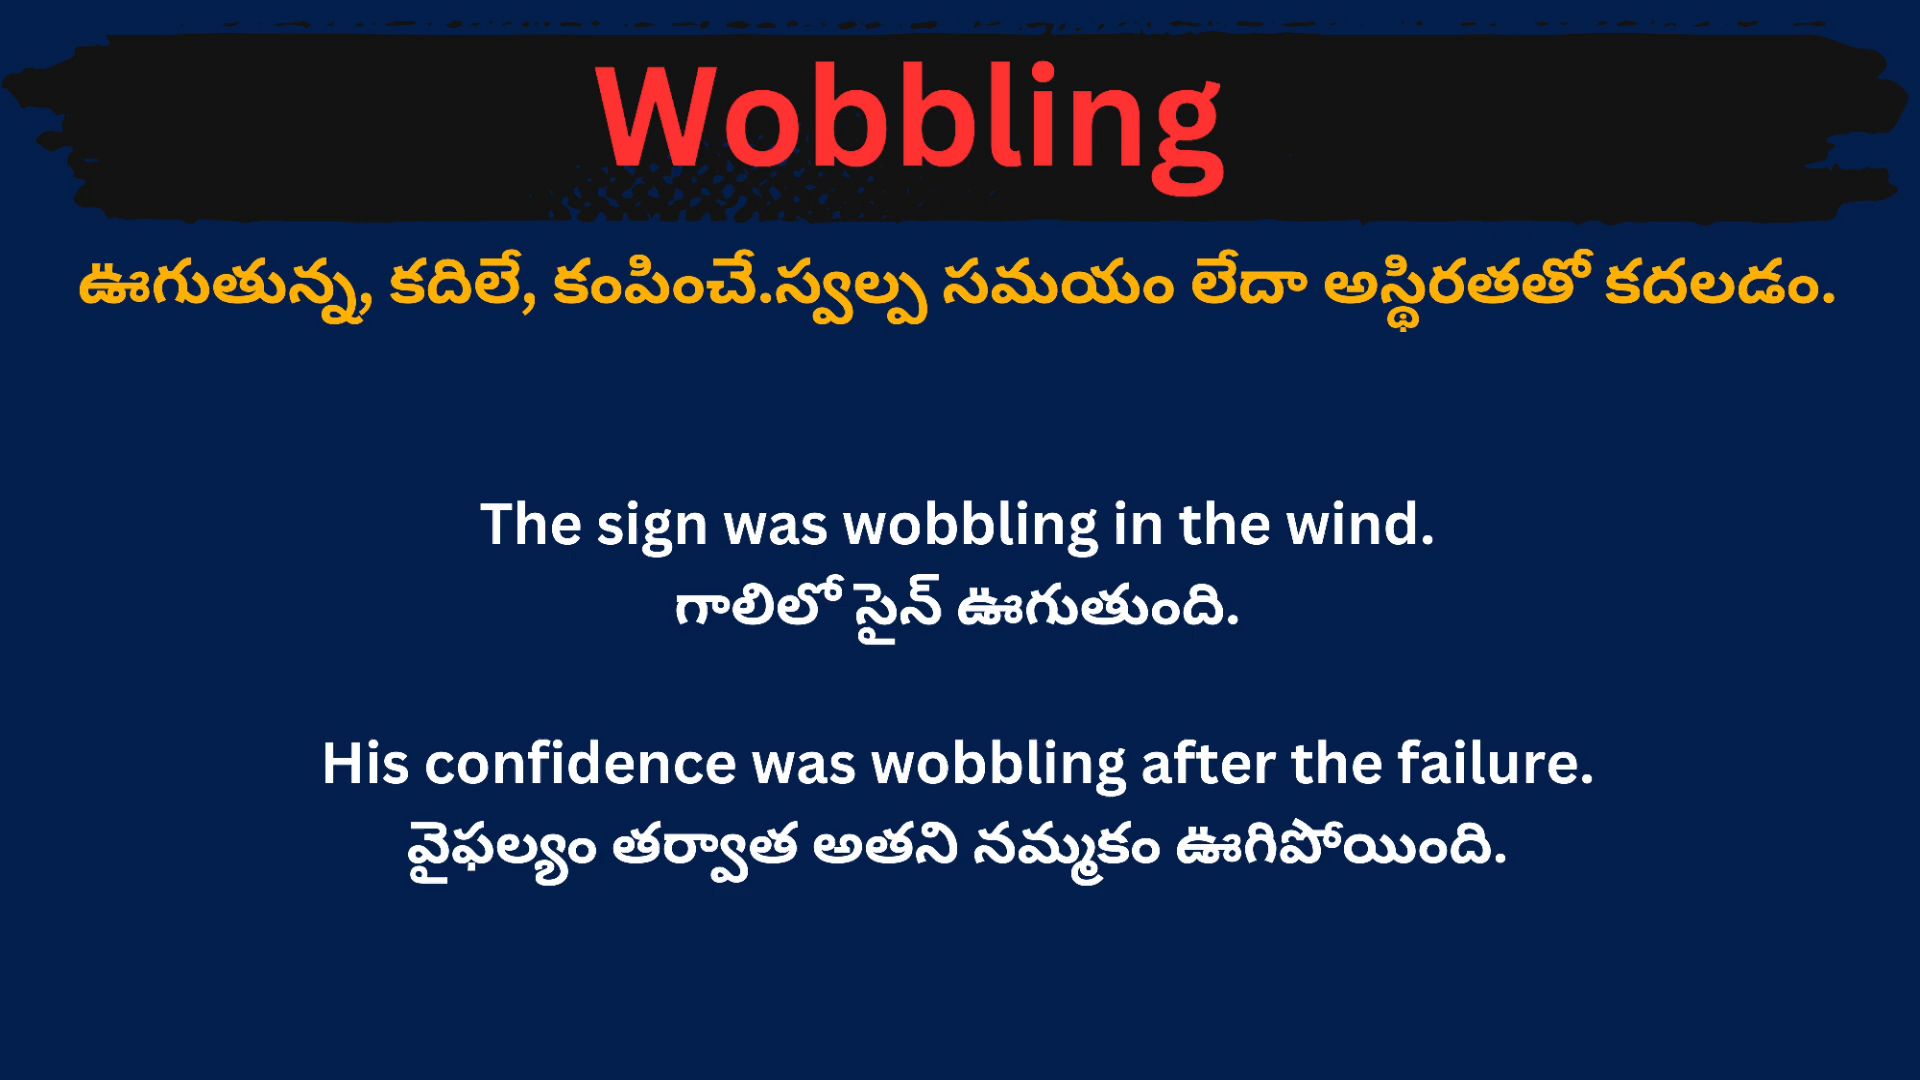 Wobbling
ఊగుతున్న, కదిలే, కంపించే.స్వల్ప సమయం లేదా అస్థిరతతో కదలడం.
The sign was wobbling in the wind.
గాలిలో సైన్ ఊగుతుంది.
His confidence was wobbling after the failure.
వైఫల్యం తర్వాత అతని నమ్మకం ఊగిపోయింది.